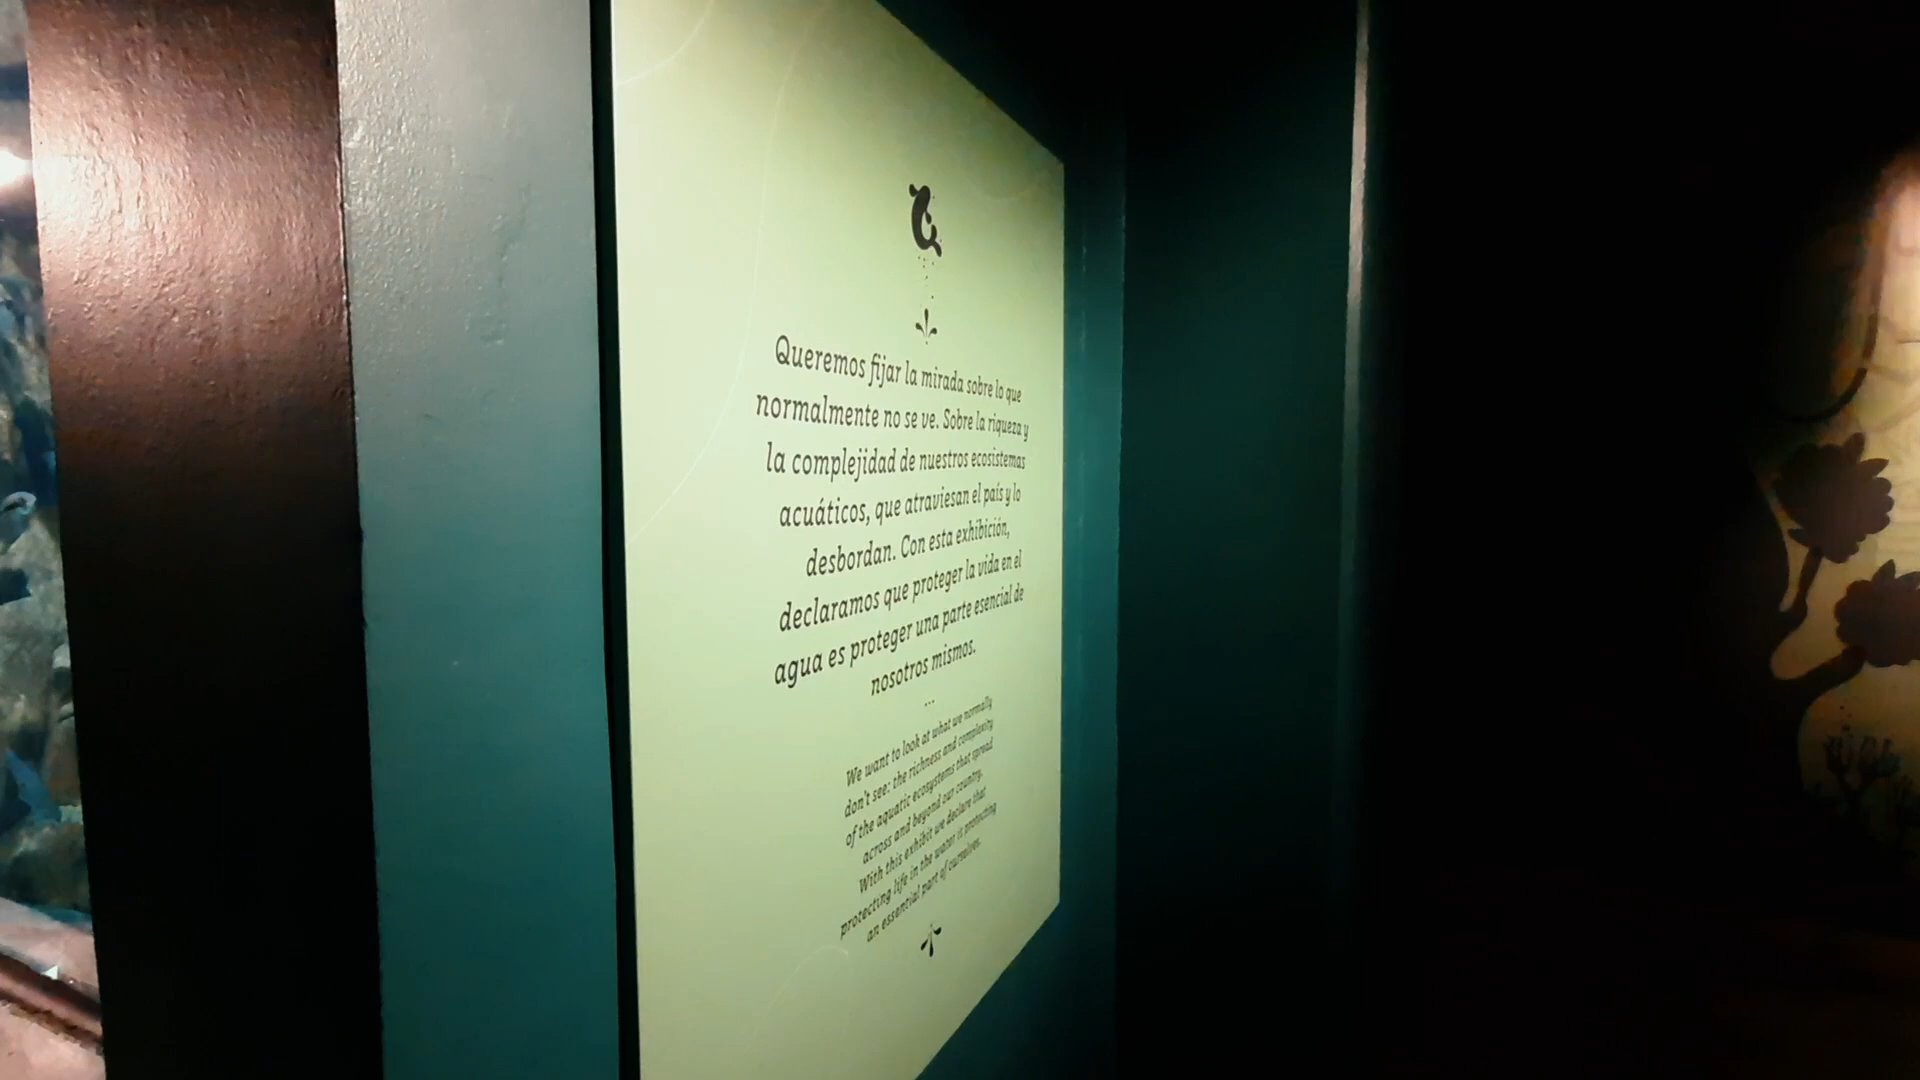 Queremos fijar la mirada sobre lo que
normalmente no se ve. Sobre la riqueza y
la complejidad de nuestros ecosistemas
acuáticos, que atraviesan el país y lo
desbordan. Con esta exhibición,
declaramos que proteger la vida en el
agua es proteger una parte esencial de
nosotros mismos.
...
We want to look at what we normally
don't see: the richness and complexity
of the aquatic ecosystems that spread
across and beyond our country.
With this exhibit we declare that
protecting life in the water is protecting
an essential part of ourselves.